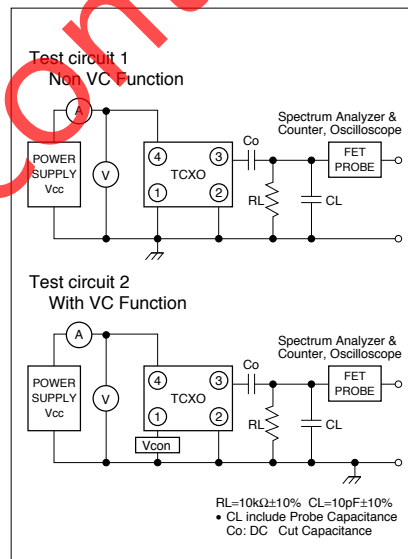 Cont
Test circuit 1
Non VC Function
A
POWER
SUPPLY
Vcc
V
4
3
TCXO
1
2
Co
RL
CL
Spectrum Analyzer &
Counter, Oscilloscope
FET
PROBE
Test circuit 2
With VC Function
A
POWER
SUPPLY
Vcc
V
4
3
TCXO
1
2
Vcon
Co
RL
CL
Spectrum Analyzer &
Counter, Oscilloscope
FET
PROBE
RL=10kΩ±10% CL=10pF±10%
• CL include Probe Capacitance
Co: DC Cut Capacitance